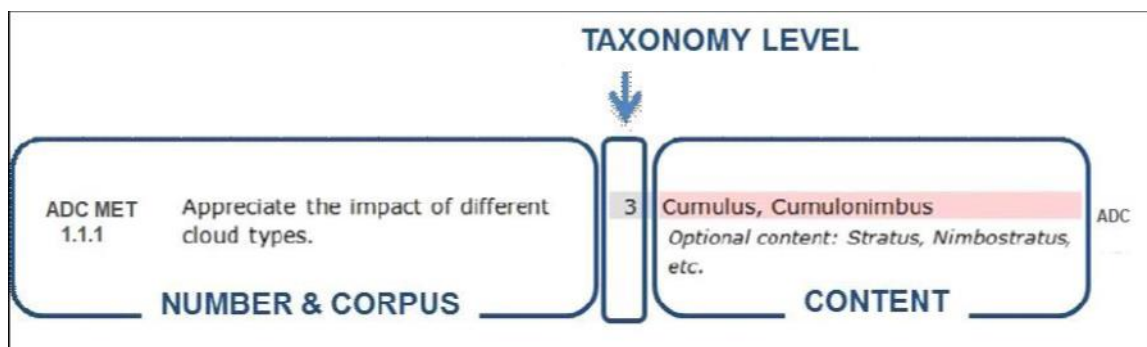 TAXONOMY LEVEL
ADC MET
1.1.1
Appreciate the impact of different
cloud types.
3
Cumulus, Cumulonimbus
Optional content: Stratus, Nimbostratus,
etc.
ADC
NUMBER & CORPUS
CONTENT